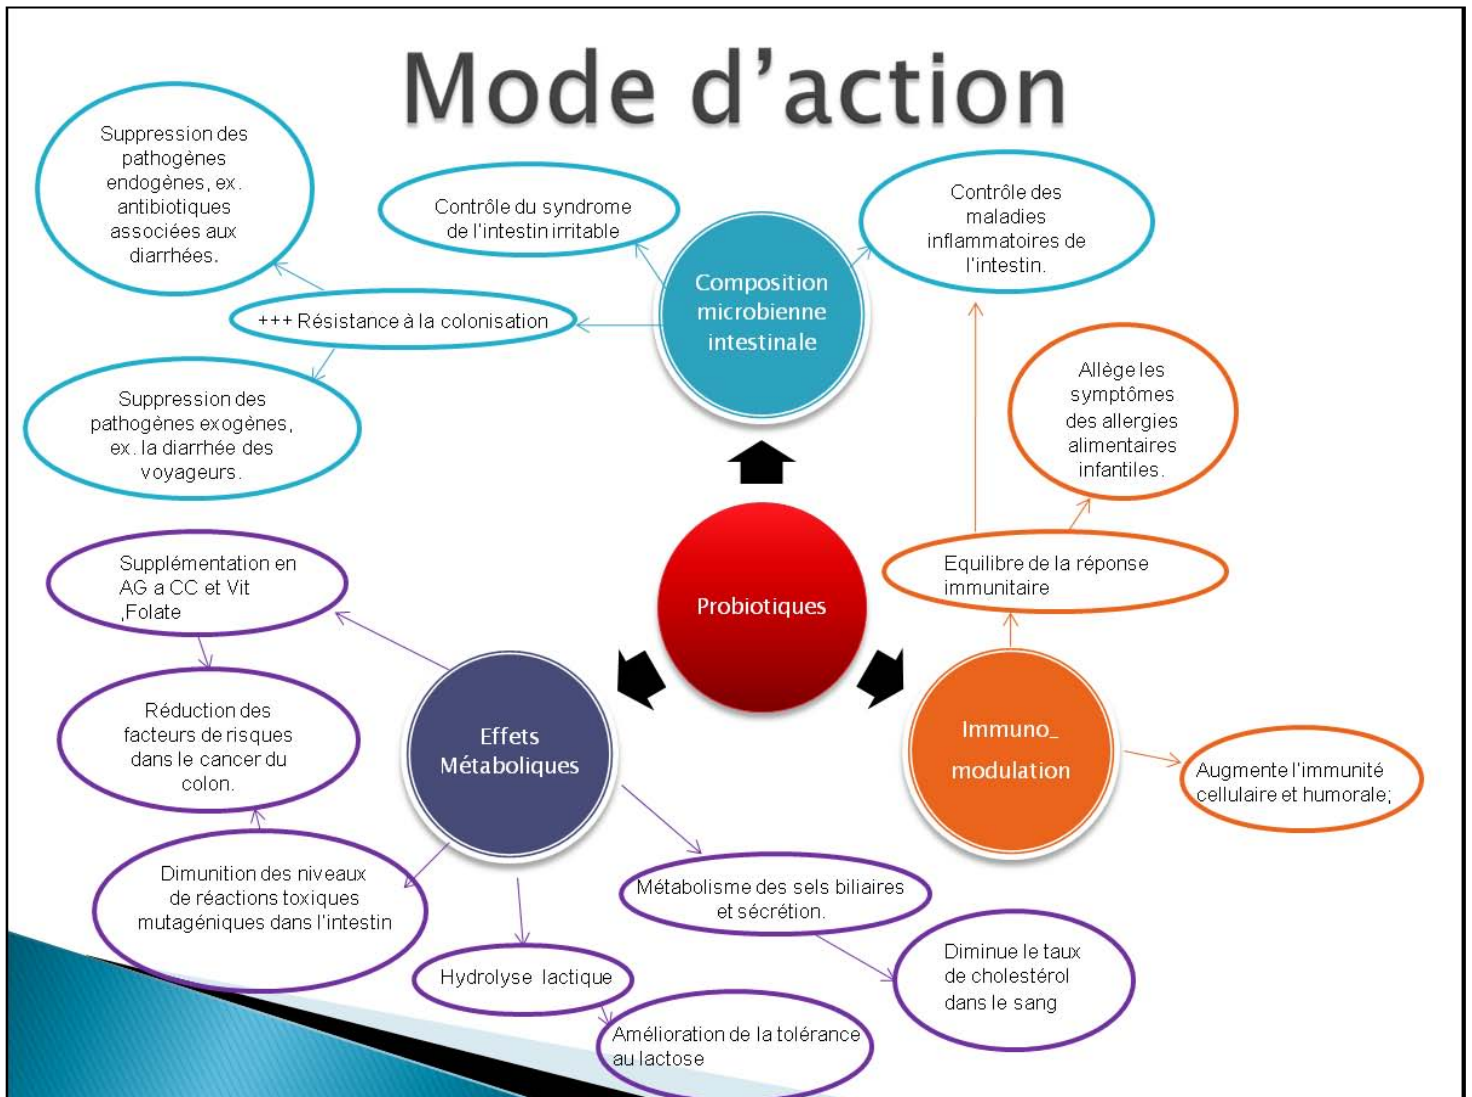 Mode d'action
Suppression des
pathogènes
endogènes, ex.
antibiotiques
associées aux
diarrhées.
Contrôle du syndrome
de l'intestin irritable
Contrôle des
maladies
inflammatoires de
l'intestin.
Composition
microbienne
intestinale
+++ Résistance à la colonisation
Suppression des
pathogènes exogènes,
ex. la diarrhée des
voyageurs.
Allège les
symptômes
des allergies
alimentaires
infantiles.
Supplémentation en
AG a CC et Vit
,Folate
Probiotiques
Equilibre de la réponse
immunitaire
Réduction des
facteurs de risques
dans le cancer du
colon.
Effets
Métaboliques
Immuno_
modulation
Augmente l'immunité
cellulaire et humorale;
Dimunition des niveaux
de réactions toxiques
mutagéniques dans l'intestin
Métabolisme des sels biliaires
et sécrétion.
Hydrolyse lactique
Diminue le taux
de cholestérol
dans le sang
Amélioration de la tolérance
au lactose